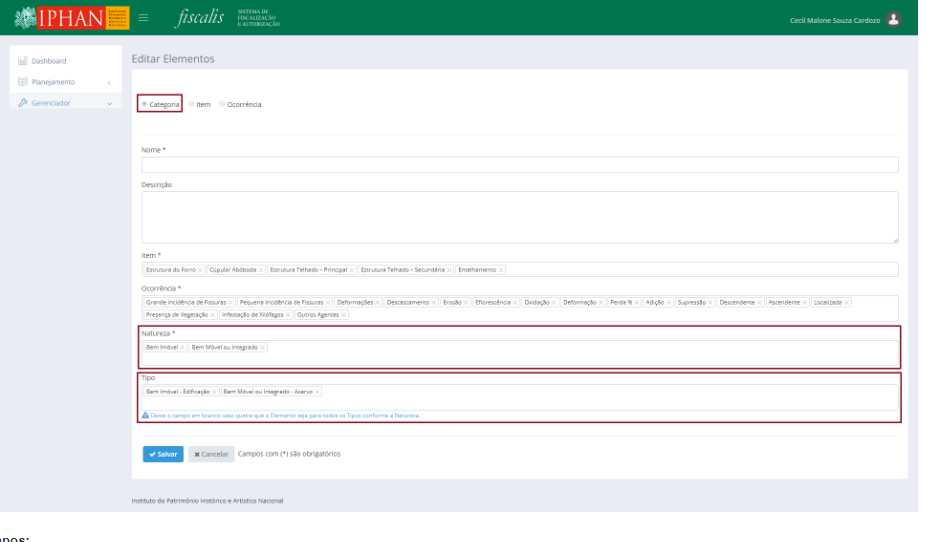 IPHAN
fiscalis SISTEMA DE FISCALIZAÇÃO E AUTORIZAÇÃO
Cecil Malone Souza Cardozo
Dashboard
Planejamento
Gerenciador
Editar Elementos
Categoria Item Ocorrência
Nome *
Descrição
Item *
Estrutura do Forro × Cúpula/ Abóboda × Estrutura Telhado – Principal × Estrutura Telhado – Secundária × Entelhamento ×
Ocorrência *
Grande Incidência de Fissuras × Pequena Incidência de Fissuras × Deformações × Descascamento × Erosão × Eflorescência × Oxidação × Deformação × Perda % × Adição × Supressão × Descendente × Ascendente × Localizada ×
Presença de Vegetação × Infestação de Xilófagos × Outros Agentes ×
Natureza *
Bem Imóvel × Bem Móvel ou Integrado ×
Tipo
Bem Imóvel - Edificação × Bem Móvel ou Integrado - Acervo ×
Deixe o campo em branco caso queira que o Elemento seja para todos os Tipos conforme a Natureza.
Salvar Cancelar Campos com (*) são obrigatórios
Instituto do Patrimônio Histórico e Artístico Nacional